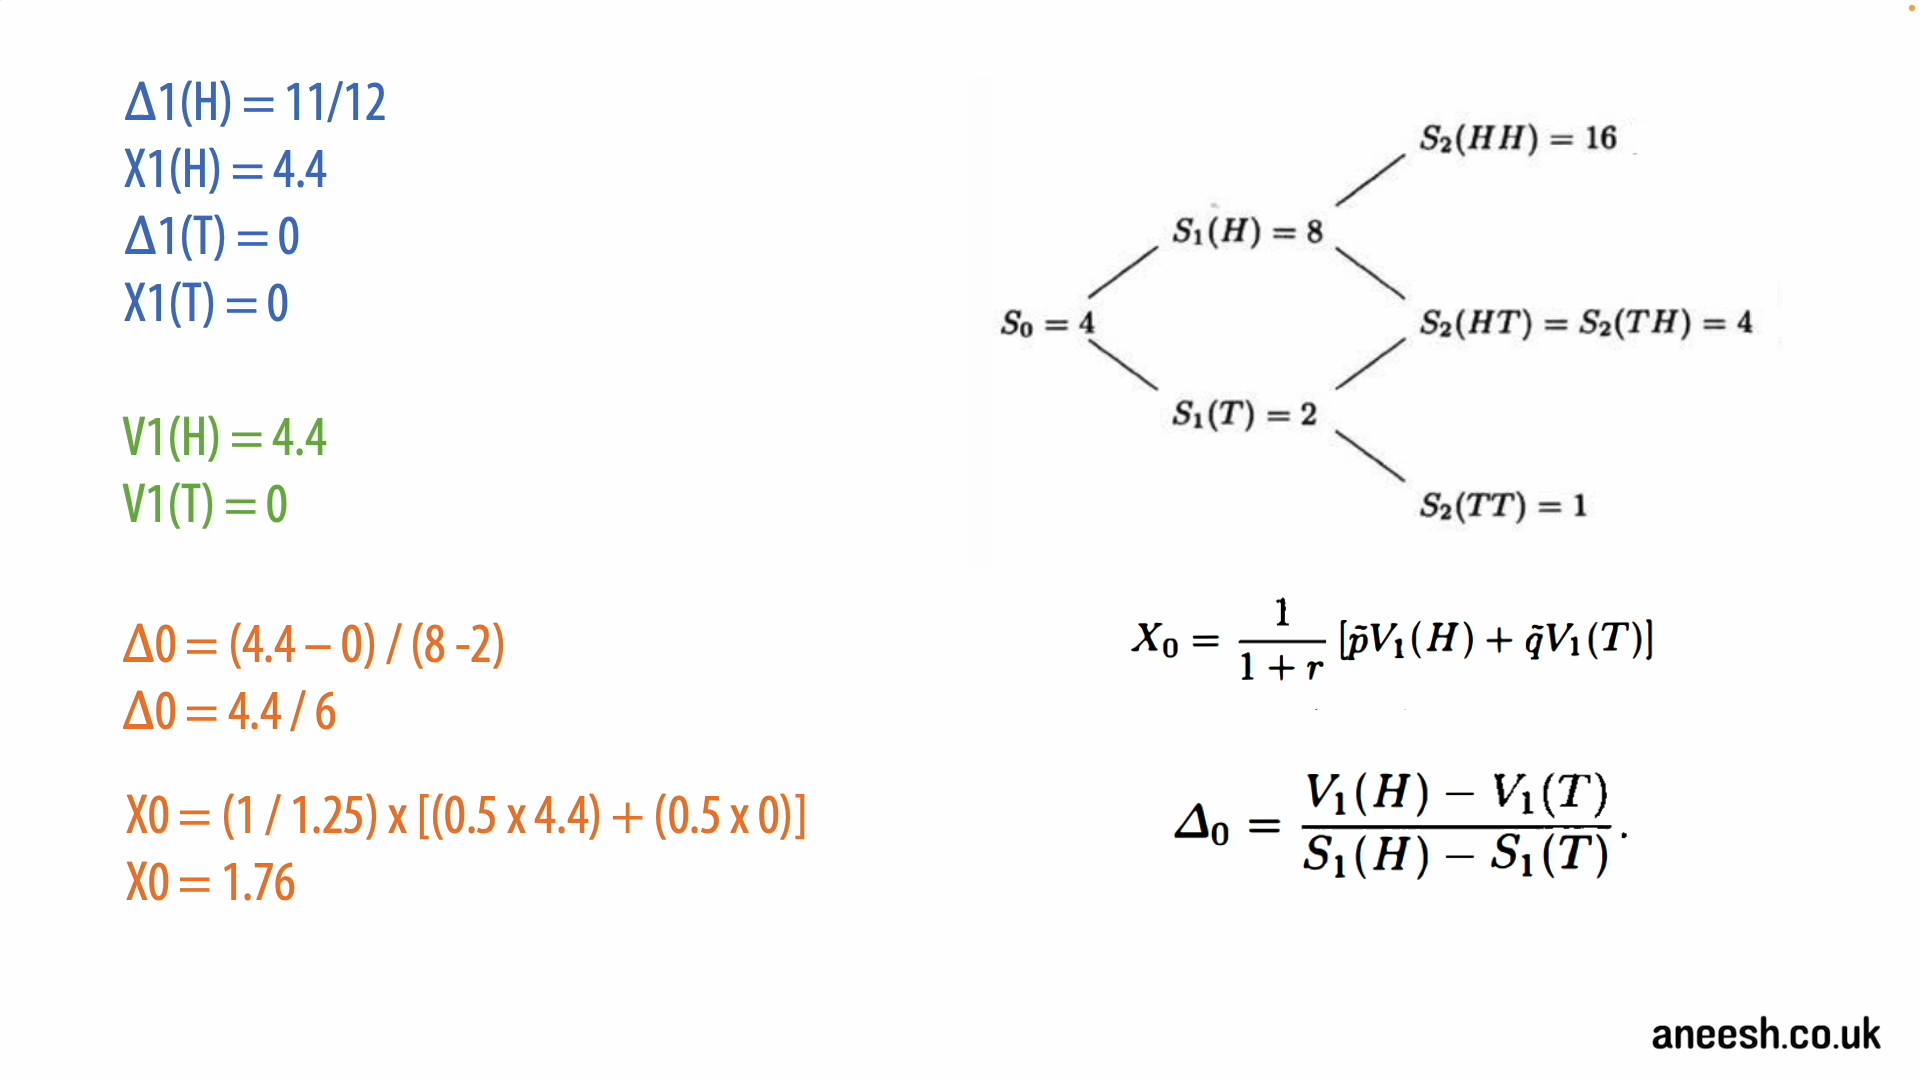 Δ1(H) = 11/12
X1(H) = 4.4
Δ1(T) = 0
X1(T) = 0
V1(H) = 4.4
V1(T) = 0
Δ0 = (4.4 – 0) / (8 -2)
Δ0 = 4.4 / 6
X0 = (1 / 1.25) x [(0.5 x 4.4) + (0.5 x 0)]
X0 = 1.76
S₂(HH) = 16
S₁(H) = 8
S₀ = 4
S₂(HT) = S₂(TH) = 4
S₁(T) = 2
S₂(TT) = 1
X₀ = 1 / 1 + r [p̃V₁(H) + q̃V₁(T)]
Δ₀ = V₁(H) − V₁(T) / S₁(H) − S₁(T) .
aneesh.co.uk